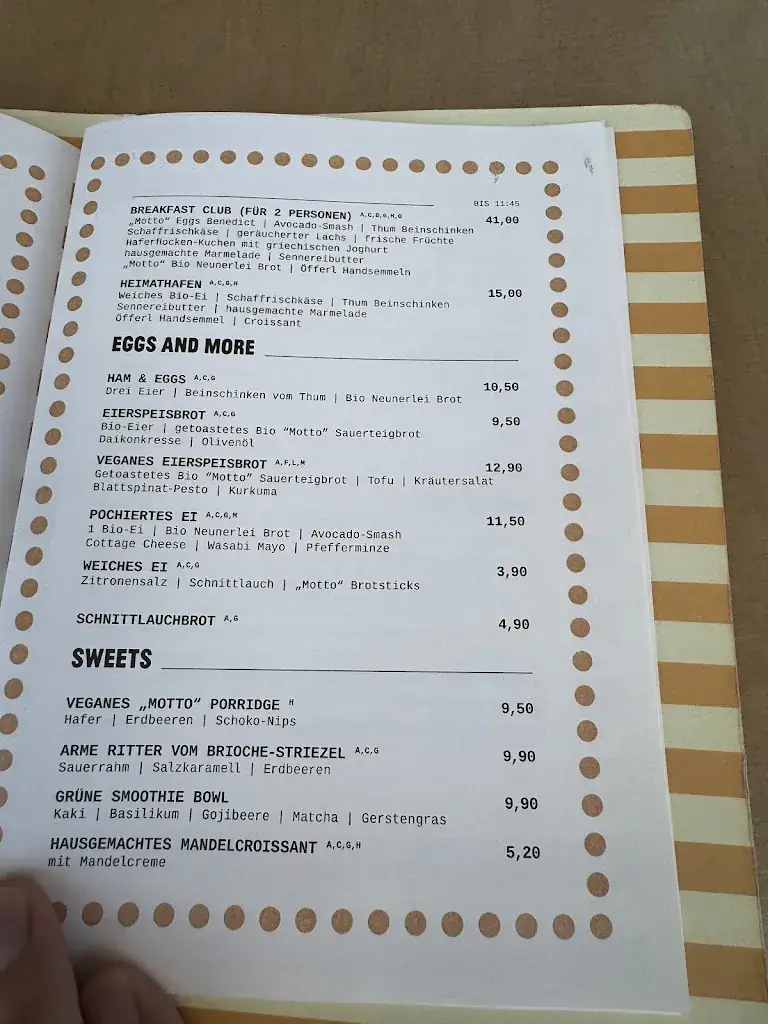 BIS 11:45
BREAKFAST CLUB (FÜR 2 PERSONEN) A,C,D,G,M,O 41,00
„Motto“ Eggs Benedict | Avocado-Smash | Thum Beinschinken
Schaffrischkäse | geräucherter Lachs | frische Früchte
Haferflocken-Kuchen mit griechischen Joghurt
hausgemachte Marmelade | Sennereibutter
„Motto“ Bio Neunerlei Brot | Öfferl Handsemmeln
HEIMATHAFEN A,C,G,H 15,00
Weiches Bio-Ei | Schaffrischkäse | Thum Beinschinken
Sennereibutter | hausgemachte Marmelade
Öfferl Handsemmel | Croissant
EGGS AND MORE
HAM & EGGS A,C,G 10,50
Drei Eier | Beinschinken vom Thum | Bio Neunerlei Brot
EIERSPEISBROT A,C,G 9,50
Bio-Eier | getoastetes Bio “Motto” Sauerteigbrot
Daikonkresse | Olivenöl
VEGANES EIERSPEISBROT A,F,L,M 12,90
Getoastetes Bio “Motto” Sauerteigbrot | Tofu | Kräutersalat
Blattspinat-Pesto | Kurkuma
POCHIERTES EI A,C,G,M 11,50
1 Bio-Ei | Bio Neunerlei Brot | Avocado-Smash
Cottage Cheese | Wasabi Mayo | Pfefferminze
WEICHES EI A,C,G 3,90
Zitronensalz | Schnittlauch | „Motto“ Brotsticks
SCHNITTLAUCHBROT A,G 4,90
SWEETS
VEGANES „MOTTO“ PORRIDGE H 9,50
Hafer | Erdbeeren | Schoko-Nips
ARME RITTER VOM BRIOCHE-STRIEZEL A,C,G 9,90
Sauerrahm | Salzkaramell | Erdbeeren
GRÜNE SMOOTHIE BOWL 9,90
Kaki | Basilikum | Gojibeere | Matcha | Gerstengras
HAUSGEMACHTES MANDELCROISSANT A,C,G,H 5,20
mit Mandelcreme